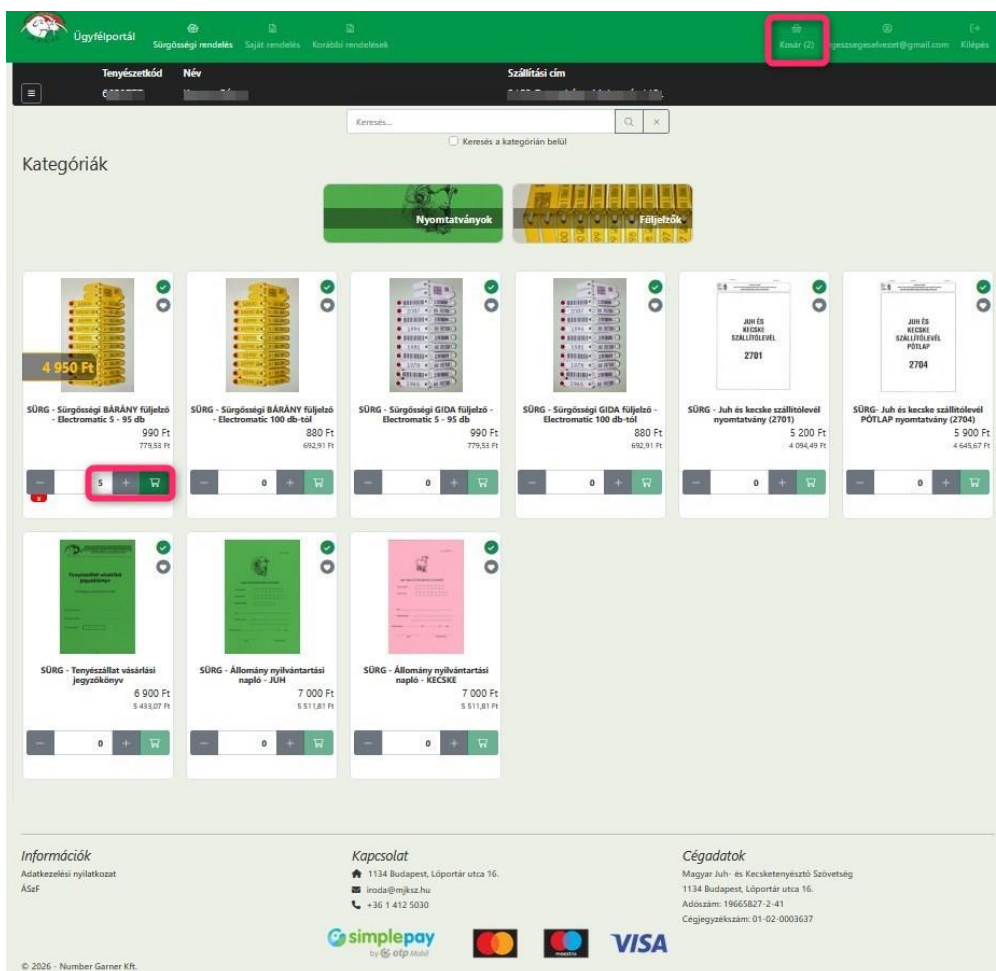 Ügyfélportál
Sürgősségi rendelés
Saját rendelés
Korábbi rendelések
Kosár (2)
egeszsegeselvezet@gmail.com
Kilépés
Tenyészetkód
Név
Szállítási cím
Keresés...
Keresés a kategórián belül
Kategóriák
Nyomtatványok
Füljelzők
4 950 Ft
JUH ÉS
KECSKE
SZÁLLÍTÓLEVÉL
2701
JUH ÉS
KECSKE
SZÁLLÍTÓLEVÉL
PÓTLAP
2704
SÜRG - Sürgősségi BÁRÁNY füljelző
- Electromatic 5 - 95 db
990 Ft
779,53 Ft
5
SÜRG - Sürgősségi BÁRÁNY füljelző
- Electromatic 100 db-tól
880 Ft
692,91 Ft
0
SÜRG - Sürgősségi GIDA füljelző -
Electromatic 5 - 95 db
990 Ft
779,53 Ft
0
SÜRG - Sürgősségi GIDA füljelző -
Electromatic 100 db-tól
880 Ft
692,91 Ft
0
SÜRG - Juh és kecske szállítólevél
nyomtatvány (2701)
5 200 Ft
4 094,49 Ft
0
SÜRG- Juh és kecske szállítólevél
PÓTLAP nyomtatvány (2704)
5 900 Ft
4 645,67 Ft
0
Tenyészállat vásárlási
jegyzőkönyv
SÜRG - Tenyészállat vásárlási
jegyzőkönyv
6 900 Ft
5 433,07 Ft
0
SÜRG - Állomány nyilvántartási
napló - JUH
7 000 Ft
5 511,81 Ft
0
SÜRG - Állomány nyilvántartási
napló - KECSKE
7 000 Ft
5 511,81 Ft
0
Információk
Adatkezelési nyilatkozat
ÁSzF
Kapcsolat
1134 Budapest, Lőportár utca 16.
iroda@mjksz.hu
+36 1 412 5030
Cégadatok
Magyar Juh- és Kecsketenyésztő Szövetség
1134 Budapest, Lőportár utca 16.
Adószám: 19665827-2-41
Cégjegyzékszám: 01-02-0003637
simplepay
by otp Mobil
mastercard
maestro
VISA
© 2026 - Number Garner Kft.